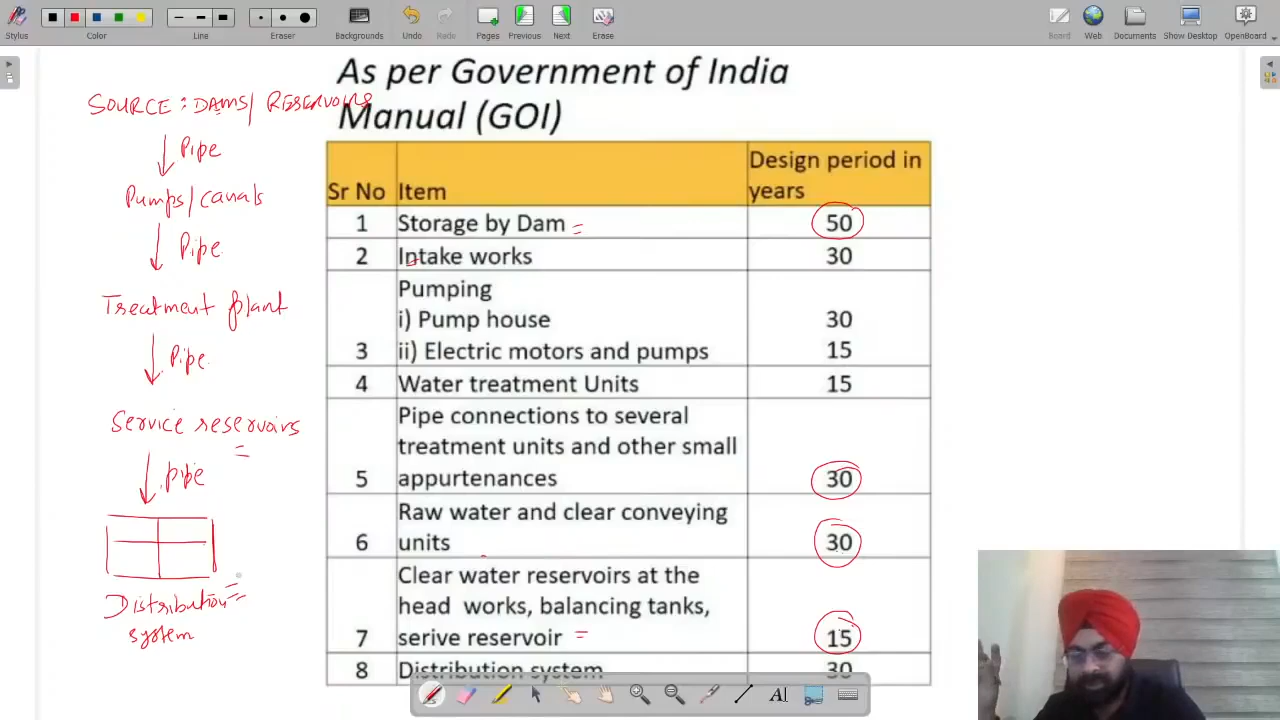 Stylus
Color
Line
Eraser
Backgrounds
Undo
Redo
Pages
Previous
Next
Erase
Board
Web
Documents
Show Desktop
OpenBoard
As per Government of India
Manual (GOI)
SOURCE : DAMS/ RESERVOIRS
Pipe
Pumps/canals
Pipe
Treatment plant
Pipe
Service reservoirs
Pipe
Distribution
system
Sr No Item Design period in years
1 Storage by Dam = 50
2 Intake works 30
3 Pumping
i) Pump house 30
ii) Electric motors and pumps 15
4 Water treatment Units 15
5 Pipe connections to several
treatment units and other small
appurtenances 30
6 Raw water and clear conveying
units 30
7 Clear water reservoirs at the
head works, balancing tanks,
serive reservoir = 15
8 Distribution system 30